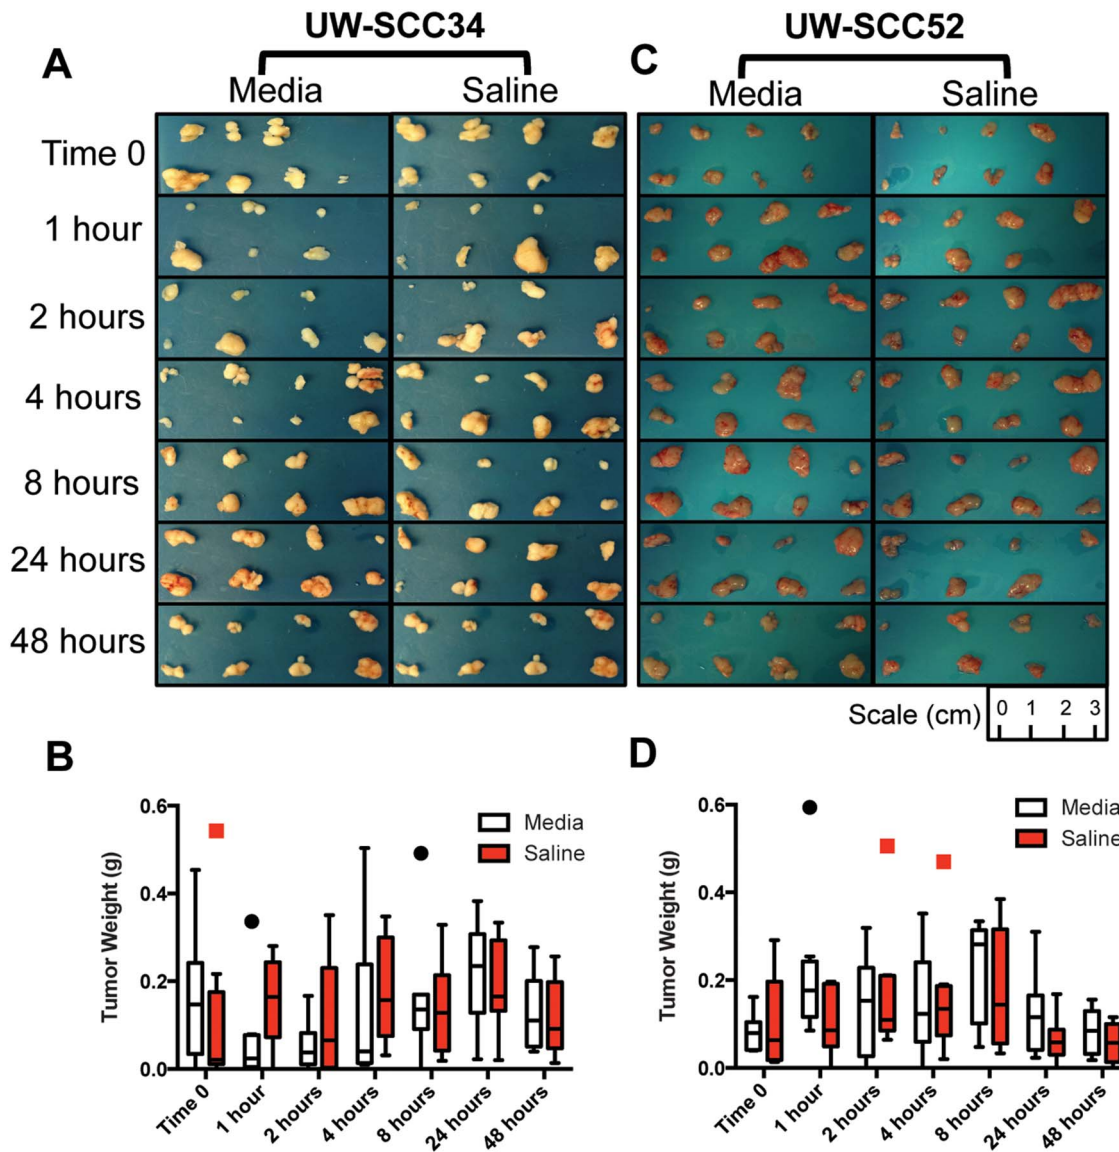 UW-SCC34
UW-SCC52
A
C
Media
Saline
Media
Saline
Time 0
1 hour
2 hours
4 hours
8 hours
24 hours
48 hours
Scale (cm)
0 1 2 3
B
Tumor Weight (g)
0.6
0.4
0.2
0.0
Media
Saline
Time 0
1 hour
2 hours
4 hours
8 hours
24 hours
48 hours
D
Tumor Weight (g)
0.6
0.4
0.2
0.0
Media
Saline
Time 0
1 hour
2 hours
4 hours
8 hours
24 hours
48 hours